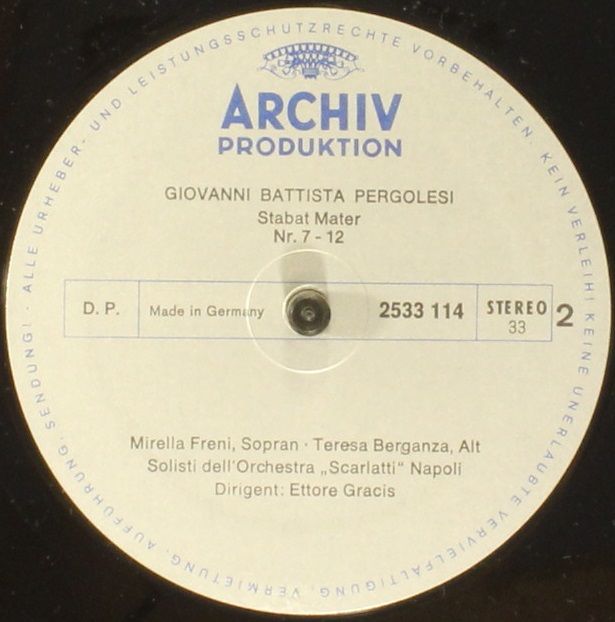 ALLE URHEBER- UND LEISTUNGSSCHUTZRECHTE VORBEHALTEN. KEIN VERLEIH! KEINE UNERLAUBTE VERVIELFÄLTIGUNG, VERMIETUNG, AUFFÜHRUNG, SENDUNG! ·
ARCHIV
PRODUKTION
GIOVANNI BATTISTA PERGOLESI
Stabat Mater
Nr. 7 - 12
D. P. Made in Germany 2533 114 STEREO 2
33
Mirella Freni, Sopran · Teresa Berganza, Alt
Solisti dell'Orchestra „Scarlatti“ Napoli
Dirigent: Ettore Gracis